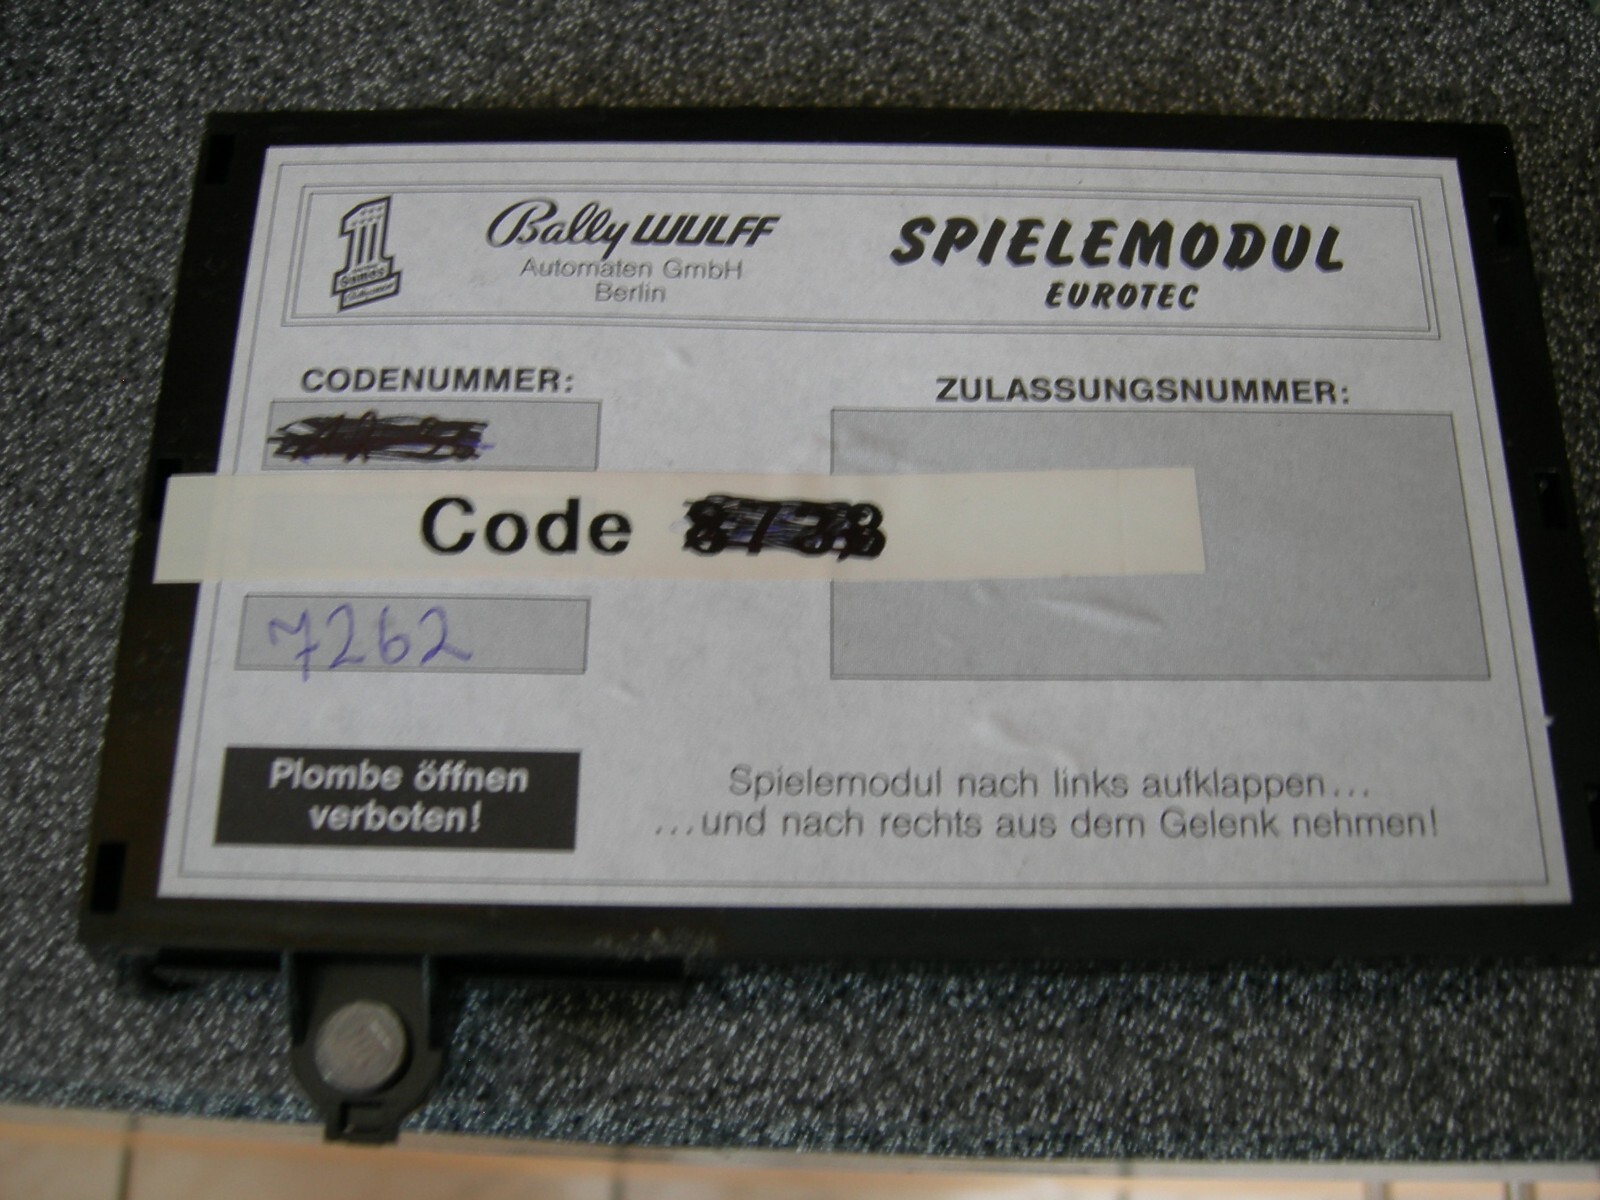 Bally WULFF
Automaten GmbH
Berlin
SPIELEMODUL
EUROTEC
CODENUMMER:
ZULASSUNGSNUMMER:
Code
7262
Plombe öffnen
verboten!
Spielemodul nach links aufklappen...
...und nach rechts aus dem Gelenk nehmen!